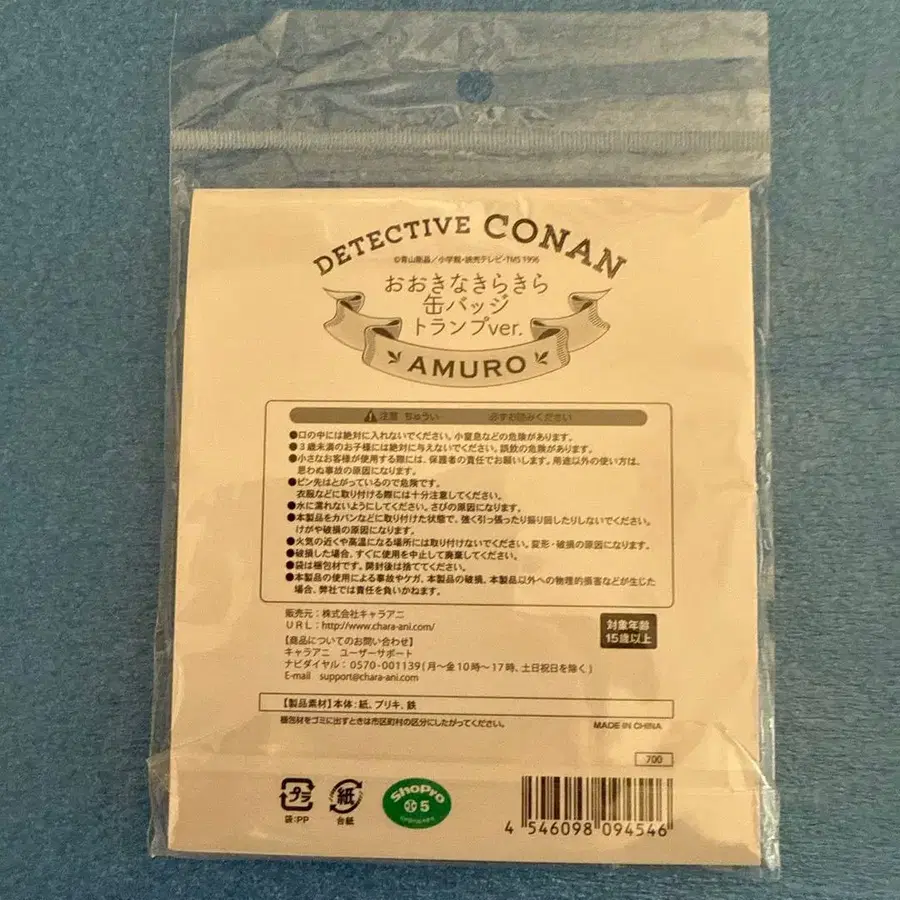 DETECTIVE CONAN
©青山剛昌／小学館・読売テレビ・TMS 1996
おおきなきらきら
缶バッジ
トランプver.
AMURO
注意 ちゅうい 必ずお読みください
●口の中には絶対に入れないでください。小窒息などの危険があります。
●３歳未満のお子様には絶対に与えないでください。誤飲の危険があります。
●小さなお客様が使用する際には、保護者の責任でお願いします。用途以外の使い方は、
思わぬ事故の原因になります。
●ピン先はとがっているので危険です。
衣服などに取り付ける際には十分注意してください。
●水に濡れないようにしてください。さびの原因になります。
●本製品をカバンなどに取り付けた状態で、強く引っ張ったり振り回したりしないでください。
けがや破損の原因になります。
●火気の近くや高温になる場所には取り付けないでください。変形・破損の原因になります。
●破損した場合、すぐに使用を中止して廃棄してください。
●袋は梱包材です。開封後は捨ててください。
●本製品の使用による事故やケガ、本製品の破損、本製品以外への物理的損害などが生じた
場合、弊社では責任を負いかねます。
販売元：株式会社キャラアニ
ＵＲＬ：http://www.chara-ani.com/
【商品についてのお問い合わせ】
キャラアニ ユーザーサポート
ナビダイヤル：0570-001139(月〜金10時〜17時、土日祝日を除く)
E-mail support@chara-ani.com
対象年齢
15歳以上
【製品素材】本体：紙、ブリキ、鉄
梱包材をゴミに出すときは市区町村の区分にしたがってください。
MADE IN CHINA
700
プラ
袋：PP
紙
台紙
ShoPro
5
4 546098 094546